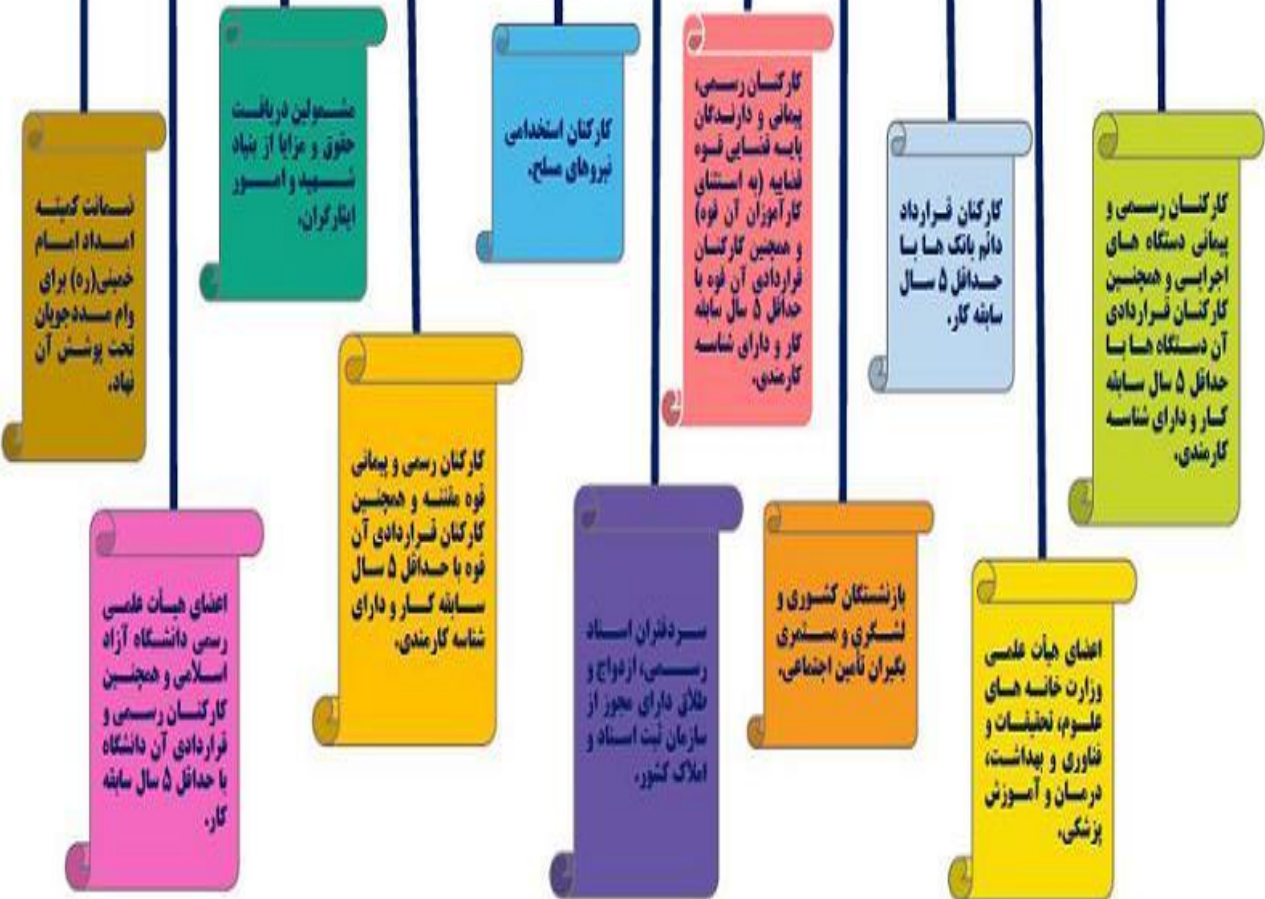 کارکنان رسمی و
پیمانی دستگاه های
اجرایی و همچنین
کارکنان قراردادی
آن دستگاه ها با
حداقل ۵ سال سابقه
کار و دارای شناسه
کارمندی.
اعضای هیأت علمی
وزارت خانه های
علوم، تحقیقات و
فناوری و بهداشت،
درمان و آموزش
پزشکی.
کارکنان قرارداد
دائم بانک ها با
حداقل ۵ سال
سابقه کار.
بازنشستگان کشوری و
لشگری و مستمری
بگیران تأمین اجتماعی.
کارکنان رسمی،
پیمانی و دارندگان
پایه قضایی قوه
قضاییه (به استثنای
کارآموزان آن قوه)
و همچنین کارکنان
قراردادی آن قوه با
حداقل ۵ سال سابقه
کار و دارای شناسه
کارمندی.
سردفتران اسناد
رسمی، ازدواج و
طلاق دارای مجوز از
سازمان ثبت اسناد و
املاک کشور.
کارکنان استخدامی
نیروهای مسلح.
کارکنان رسمی و پیمانی
قوه مقننه و همچنین
کارکنان قراردادی آن
قوه با حداقل ۵ سال
سابقه کار و دارای
شناسه کارمندی.
مشمولین دریافت
حقوق و مزایا از بنیاد
شهید و امور
ایثارگران.
اعضای هیأت علمی
رسمی دانشگاه آزاد
اسلامی و همچنین
کارکنان رسمی و
قراردادی آن دانشگاه
با حداقل ۵ سال سابقه
کار.
ضمانت کمیته
امداد امام
خمینی(ره) برای
وام مددجویان
تحت پوشش آن
نهاد.